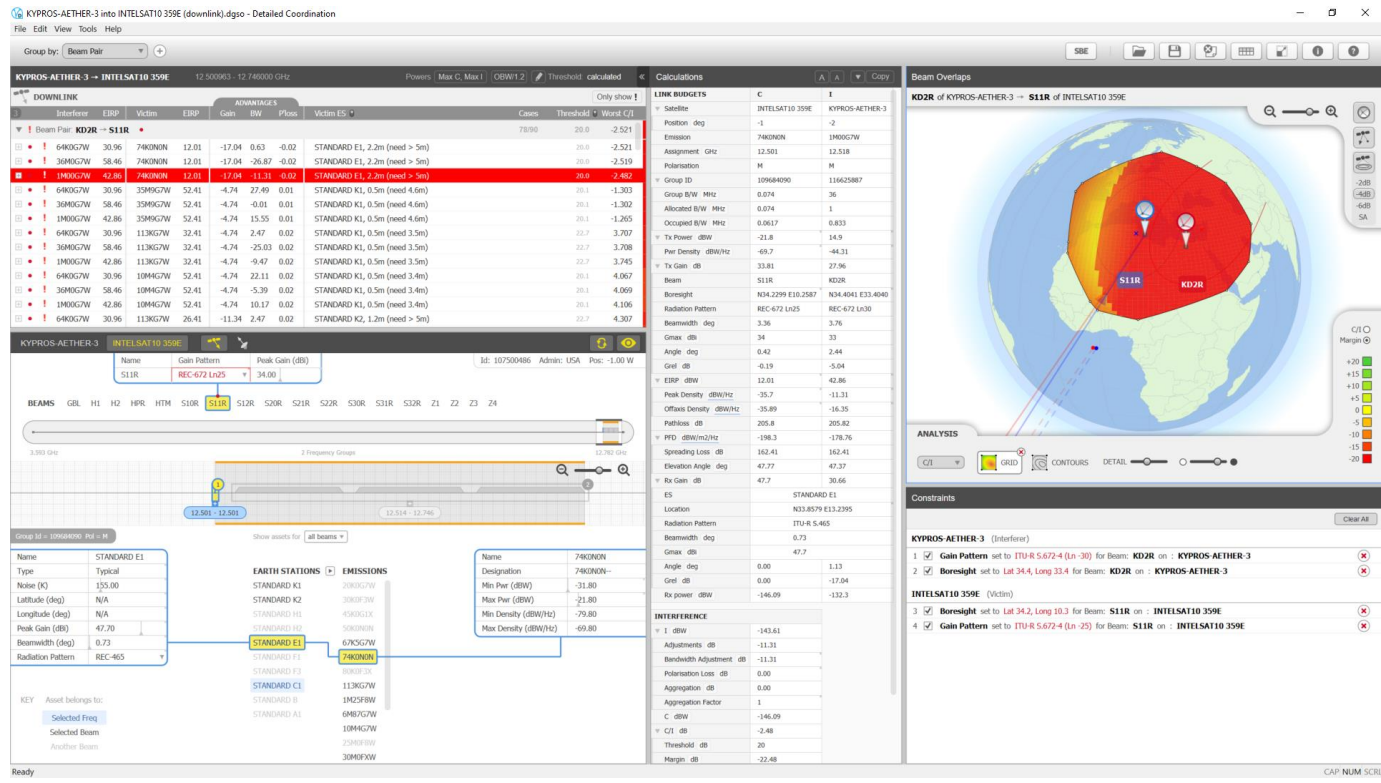 KYPROS-AETHER into INTELSAT10 359E (downlink).dgso - Detailed Coordination
File Edit View Tools Help
Group by: Beam Pair
SBE
KYPROS-AETHER-3 → INTELSAT10 359E 12.500963 - 12.746000 GHz Powers Max C, Max I OBW/1.2 Threshold: calculated
DOWNLINK Only show !
ADVANTAGES
Interferer EIRP Victim EIRP Gain BW Ploss Victim ES Cases Threshold Worst C/I
! Beam Pair: KD2R → S11R 78/90 20.0 -2.521
! 64K0G7W 30.96 74K0N0N 12.01 -17.04 0.63 -0.02 STANDARD E1, 2.2m (need > 5m) 20.0 -2.521
! 36M0G7W 58.46 74K0N0N 12.01 -17.04 -26.87 -0.02 STANDARD E1, 2.2m (need > 5m) 20.0 -2.519
! 1M00G7W 42.86 74K0N0N 12.01 -17.04 -11.31 -0.02 STANDARD E1, 2.2m (need > 5m) 20.0 -2.482
! 64K0G7W 30.96 35M9G7W 52.41 -4.74 27.49 0.01 STANDARD K1, 0.5m (need 4.6m) 20.1 -1.303
! 36M0G7W 58.46 35M9G7W 52.41 -4.74 -0.01 0.01 STANDARD K1, 0.5m (need 4.6m) 20.1 -1.302
! 1M00G7W 42.86 35M9G7W 52.41 -4.74 15.55 0.01 STANDARD K1, 0.5m (need 4.6m) 20.1 -1.265
! 64K0G7W 30.96 113KG7W 32.41 -4.74 2.47 0.02 STANDARD K1, 0.5m (need 3.5m) 22.7 3.707
! 36M0G7W 58.46 113KG7W 32.41 -4.74 -25.03 0.02 STANDARD K1, 0.5m (need 3.5m) 22.7 3.708
! 1M00G7W 42.86 113KG7W 32.41 -4.74 -9.47 0.02 STANDARD K1, 0.5m (need 3.5m) 22.7 3.745
! 64K0G7W 30.96 10M4G7W 52.41 -4.74 22.11 0.02 STANDARD K1, 0.5m (need 3.4m) 20.1 4.067
! 36M0G7W 58.46 10M4G7W 52.41 -4.74 -5.39 0.02 STANDARD K1, 0.5m (need 3.4m) 20.1 4.069
! 1M00G7W 42.86 10M4G7W 52.41 -4.74 10.17 0.02 STANDARD K1, 0.5m (need 3.4m) 20.1 4.106
! 64K0G7W 30.96 113KG7W 26.41 -11.34 2.47 0.02 STANDARD K2, 1.2m (need > 5m) 22.7 4.307
KYPROS-AETHER-3 INTELSAT10 359E
Name Gain Pattern Peak Gain (dBi)
S11R REC-672 Ln25 34.00
Id: 107500486 Admin: USA Pos: -1.00 W
BEAMS GBL H1 H2 HPR HTM S10R S11R S12R S20R S21R S22R S30R S31R S32R Z1 Z2 Z3 Z4
3.593 GHz 2 Frequency Groups 12.782 GHz
1 2
12.501 - 12.501 12.514 - 12.746
Group Id = 109684090 Pol = M Show assets for all beams
Name STANDARD E1
Type Typical
Noise (K) 155.00
Latitude (deg) N/A
Longitude (deg) N/A
Peak Gain (dBi) 47.70
Beamwidth (deg) 0.73
Radiation Pattern REC-465
KEY Asset belongs to:
Selected Freq
Selected Beam
Another Beam
EARTH STATIONS EMISSIONS
STANDARD K1 20K0G7W
STANDARD K2 30K0F3W
STANDARD H1 45K0G1X
STANDARD H2 56K0N0N
STANDARD E1 67K5G7W
STANDARD F1 74K0N0N
STANDARD F2 80K0F3X
STANDARD C1 113KG7W
STANDARD B 1M25F8W
STANDARD A1 6M87G7W
10M4G7W
25M0F8W
30M0FXW
Name 74K0N0N
Designation 74K0N0N--
Min Pwr (dBW) -31.80
Max Pwr (dBW) -21.80
Min Density (dBW/Hz) -79.80
Max Density (dBW/Hz) -69.80
Calculations A A Copy
LINK BUDGETS C I
Satellite INTELSAT10 359E KYPROS-AETHER-3
Position deg -1 -2
Emission 74K0N0N 1M00G7W
Assignment GHz 12.501 12.518
Polarisation M M
Group ID 109684090 116625887
Group B/W MHz 0.074 36
Allocated B/W MHz 0.074 1
Occupied B/W MHz 0.0617 0.833
Tx Power dBW -21.8 14.9
Pwr Density dBW/Hz -69.7 -44.31
Tx Gain dB 33.81 27.96
Beam S11R KD2R
Boresight N34.2299 E10.2587 N34.4041 E33.4040
Radiation Pattern REC-672 Ln25 REC-672 Ln30
Beamwidth deg 3.36 3.76
Gmax dBi 34 33
Angle deg 0.42 2.44
Grel dB -0.19 -5.04
EIRP dBW 12.01 42.86
Peak Density dBW/Hz -35.7 -11.31
Offaxis Density dBW/Hz -35.89 -16.35
Pathloss dB 205.8 205.82
PFD dBW/m2/Hz -198.3 -178.76
Spreading Loss dB 162.41 162.41
Elevation Angle deg 47.77 47.37
Rx Gain dB 47.7 30.66
ES STANDARD E1
Location N33.8579 E13.2395
Radiation Pattern ITU-R S.465
Beamwidth deg 0.73
Gmax dBi 47.7
Angle deg 0.00 1.13
Grel dB 0.00 -17.04
Rx power dBW -146.09 -132.3
INTERFERENCE
I dBW -143.61
Adjustments dB -11.31
Bandwidth Adjustment dB -11.31
Polarisation Loss dB 0.00
Aggregation dB 0.00
Aggregation Factor 1
C dBW -146.09
C/I dB -2.48
Threshold dB 20
Margin dB -22.48
Beam Overlaps
KD2R of KYPROS-AETHER-3 → S11R of INTELSAT10 359E
-2dB
-4dB
-6dB
SA
S11R KD2R
C/I
Margin
+20
+15
+10
+5
0
-5
-10
-15
-20
ANALYSIS
C/I GRID CONTOURS DETAIL
Constraints
Clear All
KYPROS-AETHER-3 (Interferer)
1 Gain Pattern set to ITU-R S.672-4 (Ln -30) for Beam: KD2R on : KYPROS-AETHER-3
2 Boresight set to Lat 34.4, Long 33.4 for Beam: KD2R on : KYPROS-AETHER-3
INTELSAT10 359E (Victim)
3 Boresight set to Lat 34.2, Long 10.3 for Beam: S11R on : INTELSAT10 359E
4 Gain Pattern set to ITU-R S.672-4 (Ln -25) for Beam: S11R on : INTELSAT10 359E
Ready CAP NUM SCRL